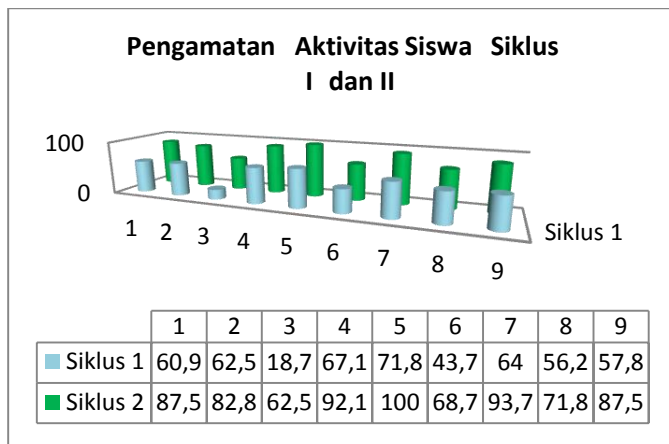 Pengamatan Aktivitas Siswa Siklus
I dan II
100
0
1 2 3 4 5 6 7 8 9
Siklus 1
1 2 3 4 5 6 7 8 9
Siklus 1 60,9 62,5 18,7 67,1 71,8 43,7 64 56,2 57,8
Siklus 2 87,5 82,8 62,5 92,1 100 68,7 93,7 71,8 87,5